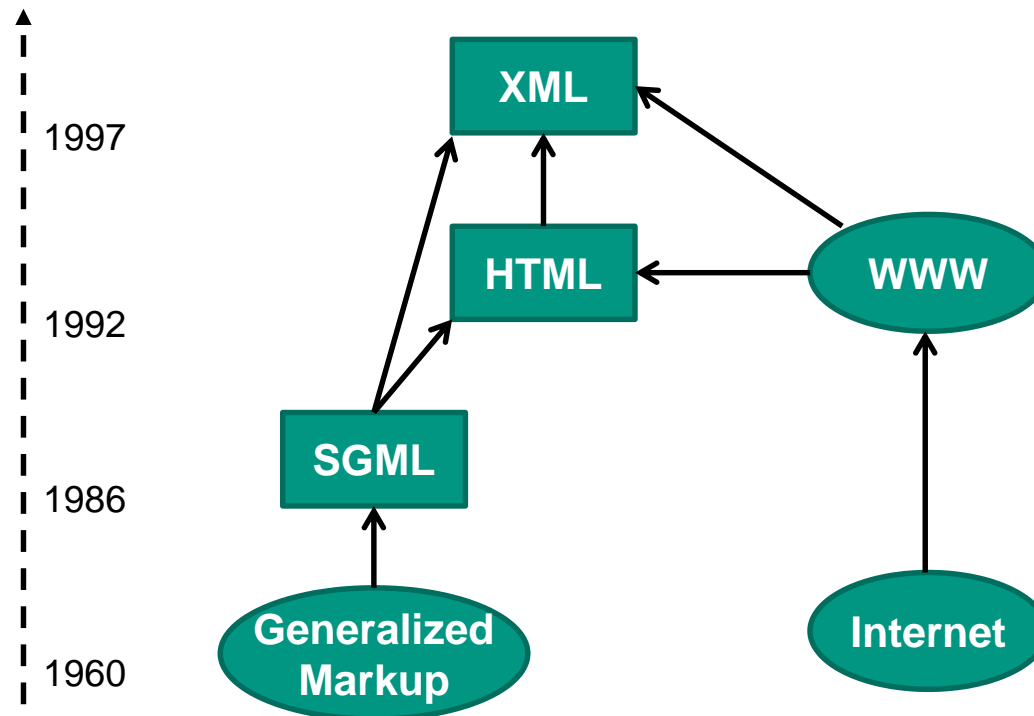 XML
1997
HTML
WWW
1992
SGML
1986
Generalized
Markup
Internet
1960